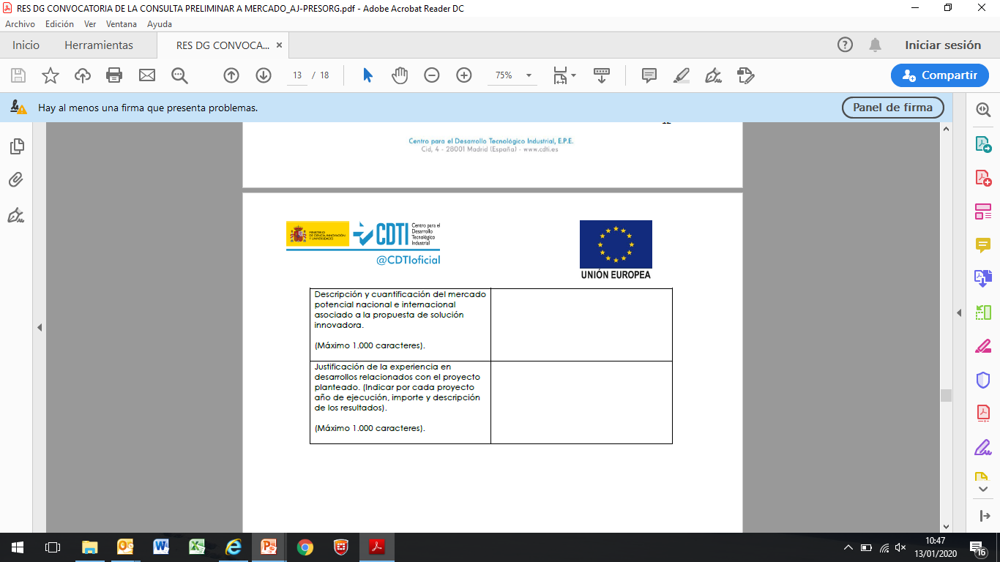 RES DG CONVOCATORIA DE LA CONSULTA PRELIMINAR A MERCADO_AJ-PRESORG.pdf - Adobe Acrobat Reader DC
Archivo Edición Ver Ventana Ayuda
Inicio Herramientas RES DG CONVOCA... Iniciar sesión
13 / 18 75% Compartir
Hay al menos una firma que presenta problemas. Panel de firma
12
Centro para el Desarrollo Tecnológico Industrial, E.P.E.
Cid, 4 - 28001 Madrid (España) - www.cdti.es
MINISTERIO
DE CIENCIA, INNOVACIÓN
Y UNIVERSIDADES
CDTI
Centro para el
Desarrollo
Tecnológico
Industrial
@CDTIoficial
UNIÓN EUROPEA
Descripción y cuantificación del mercado
potencial nacional e internacional
asociado a la propuesta de solución
innovadora.
(Máximo 1.000 caracteres).
Justificación de la experiencia en
desarrollos relacionados con el proyecto
planteado. (Indicar por cada proyecto
año de ejecución, importe y descripción
de los resultados).
(Máximo 1.000 caracteres).
10:47
13/01/2020
16